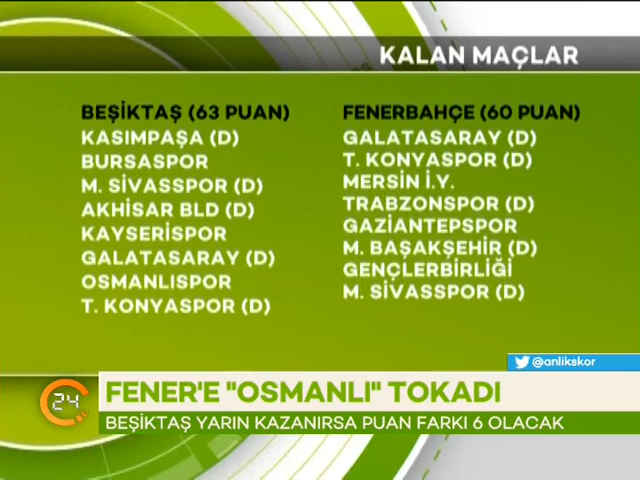 KALAN MAÇLAR
BEŞİKTAŞ (63 PUAN)
KASIMPAŞA (D)
BURSASPOR
M. SİVASSPOR (D)
AKHİSAR BLD (D)
KAYSERİSPOR
GALATASARAY (D)
OSMANLISPOR
T. KONYASPOR (D)
FENERBAHÇE (60 PUAN)
GALATASARAY (D)
T. KONYASPOR (D)
MERSİN İ.Y.
TRABZONSPOR (D)
GAZİANTEPSPOR
M. BAŞAKŞEHİR (D)
GENÇLERBİRLİĞİ
M. SİVASSPOR (D)
@anlikskor
24
FENER'E "OSMANLI" TOKADI
BEŞİKTAŞ YARIN KAZANIRSA PUAN FARKI 6 OLACAK